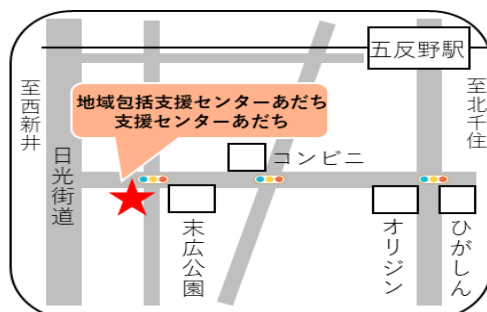 五反野駅
至西新井
至北千住
地域包括支援センターあだち
支援センターあだち
コンビニ
日光街道
末広公園
オリジン
ひがしん